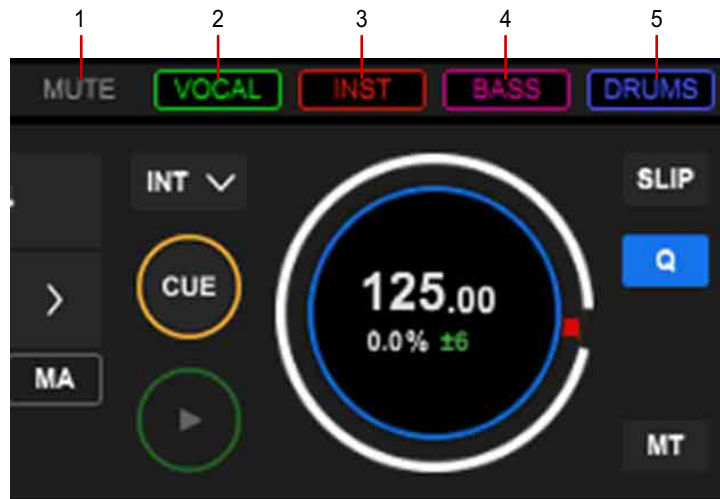 1 2 3 4 5
MUTE VOCAL INST BASS DRUMS
INT SLIP
CUE Q
125.00
0.0% ±6
MA
MT